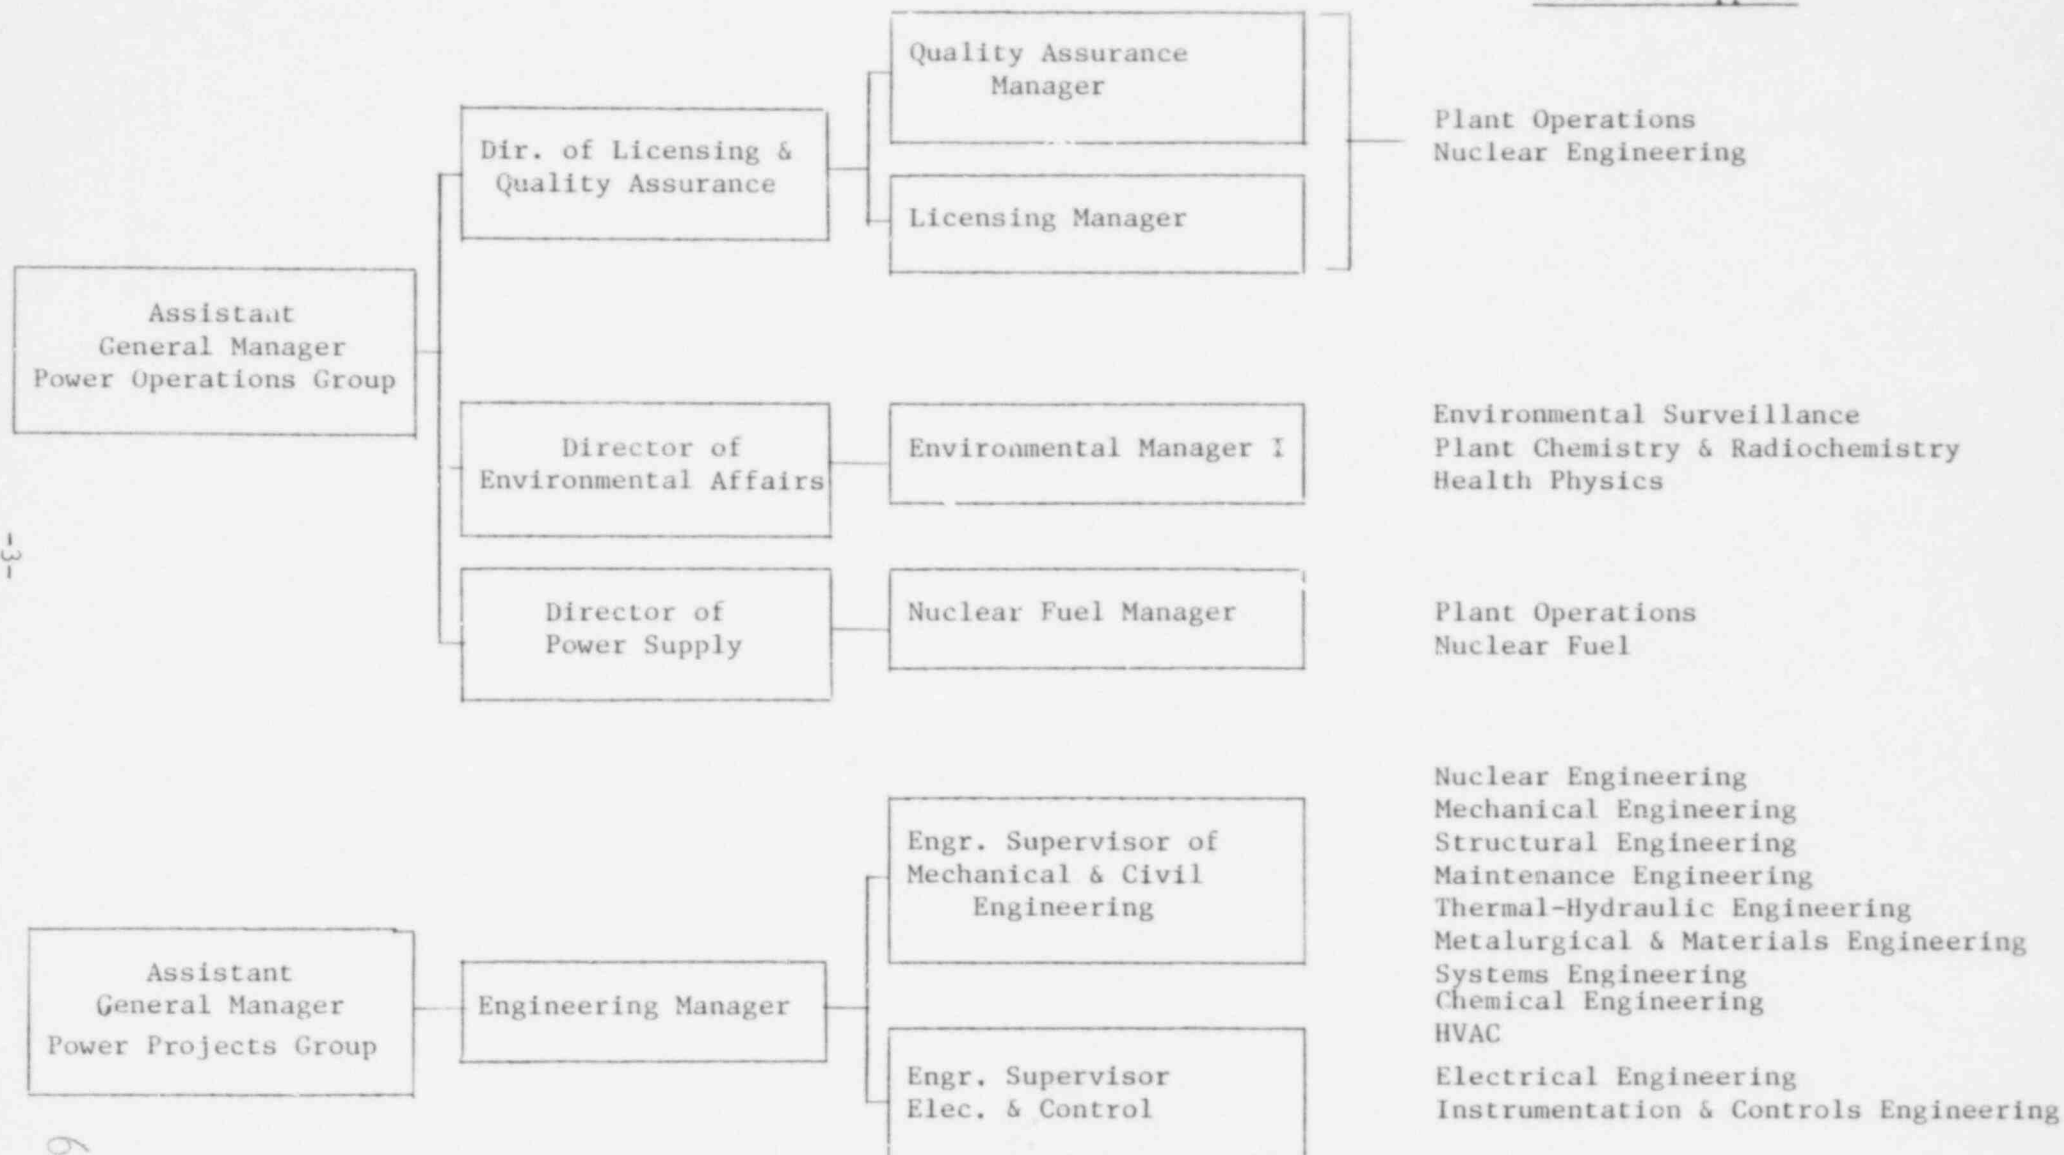 Quality Assurance
Manager
Dir. of Licensing &
Quality Assurance
Plant Operations
Nuclear Engineering
Licensing Manager
Assistant
General Manager
Power Operations Group
Director of
Environmental Affairs
Environmental Manager I
Environmental Surveillance
Plant Chemistry & Radiochemistry
Health Physics
-3-
Director of
Power Supply
Nuclear Fuel Manager
Plant Operations
Nuclear Fuel
Assistant
General Manager
Power Projects Group
Engineering Manager
Engr. Supervisor of
Mechanical & Civil
Engineering
Nuclear Engineering
Mechanical Engineering
Structural Engineering
Maintenance Engineering
Thermal-Hydraulic Engineering
Metalurgical & Materials Engineering
Systems Engineering
Chemical Engineering
HVAC
Engr. Supervisor
Elec. & Control
Electrical Engineering
Instrumentation & Controls Engineering